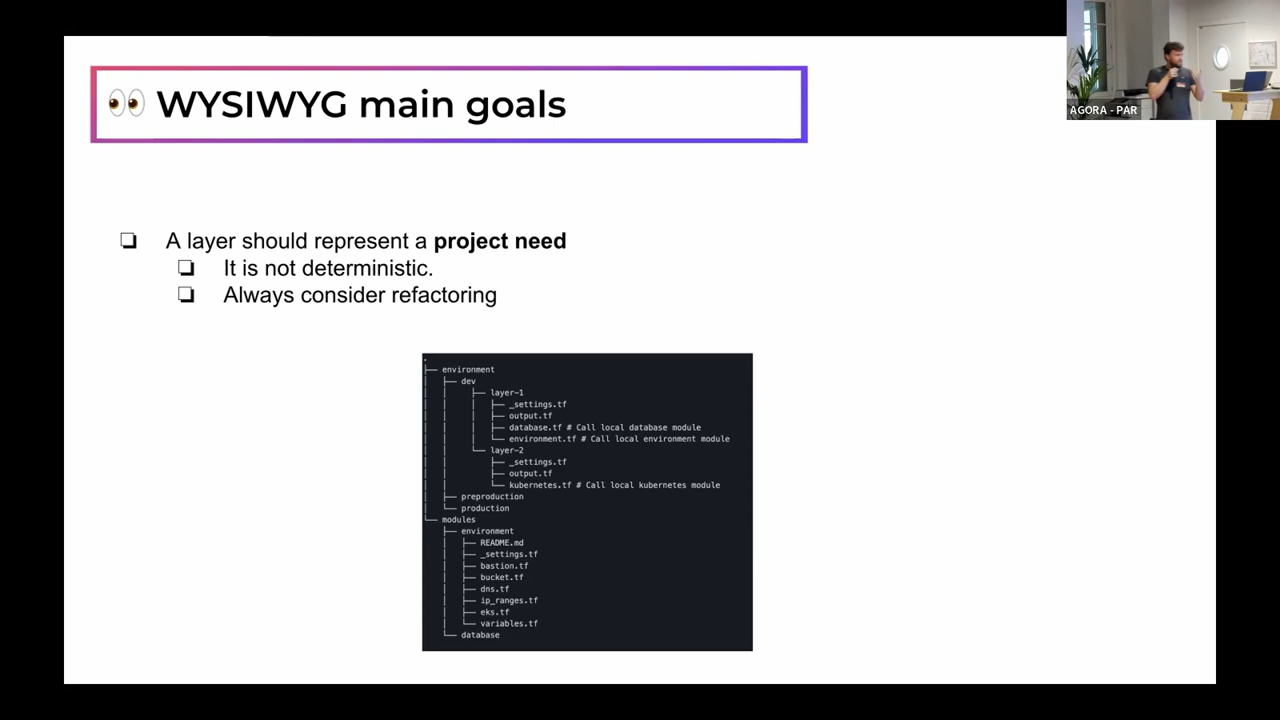 👀 WYSIWYG main goals
AGORA - PAR
❏ A layer should represent a project need
❏ It is not deterministic.
❏ Always consider refactoring
.
├── environment
│   ├── dev
│   │   ├── layer-1
│   │   │   ├── _settings.tf
│   │   │   ├── output.tf
│   │   │   ├── database.tf # Call local database module
│   │   │   └── environment.tf # Call local environment module
│   │   └── layer-2
│   │       ├── _settings.tf
│   │       ├── output.tf
│   │       └── kubernetes.tf # Call local kubernetes module
│   ├── preproduction
│   └── production
└── modules
    ├── environment
    │   ├── README.md
    │   ├── _settings.tf
    │   ├── bastion.tf
    │   ├── bucket.tf
    │   ├── dns.tf
    │   ├── ip_ranges.tf
    │   ├── eks.tf
    │   └── variables.tf
    └── database